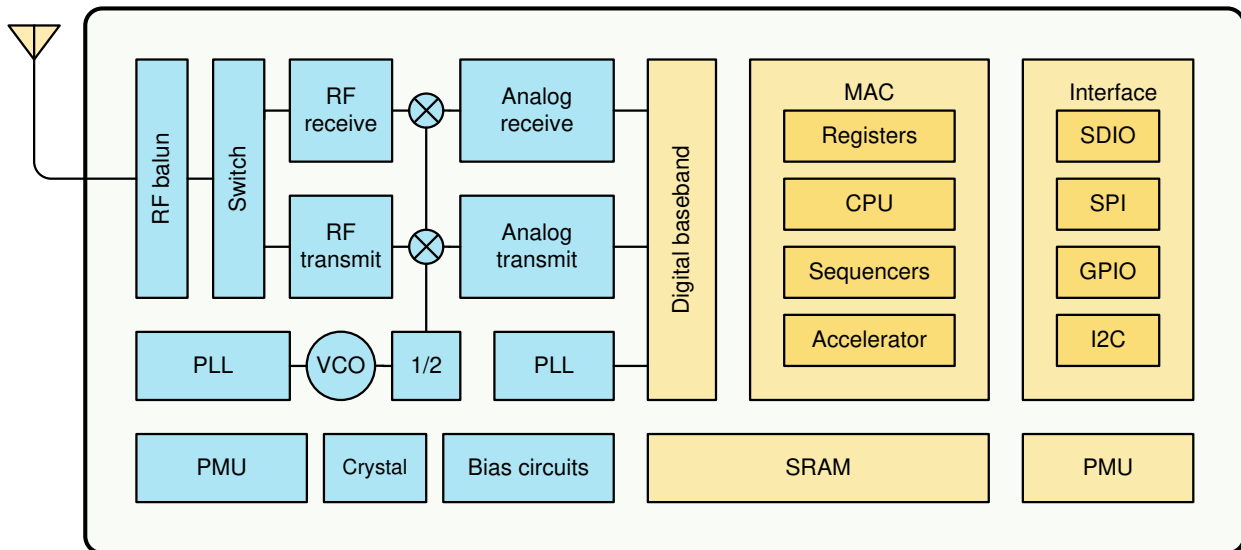 RF balun
Switch
RF
receive
Analog
receive
RF
transmit
Analog
transmit
PLL
VCO
1/2
PLL
Digital baseband
MAC
Registers
CPU
Sequencers
Accelerator
Interface
SDIO
SPI
GPIO
I2C
PMU
Crystal
Bias circuits
SRAM
PMU